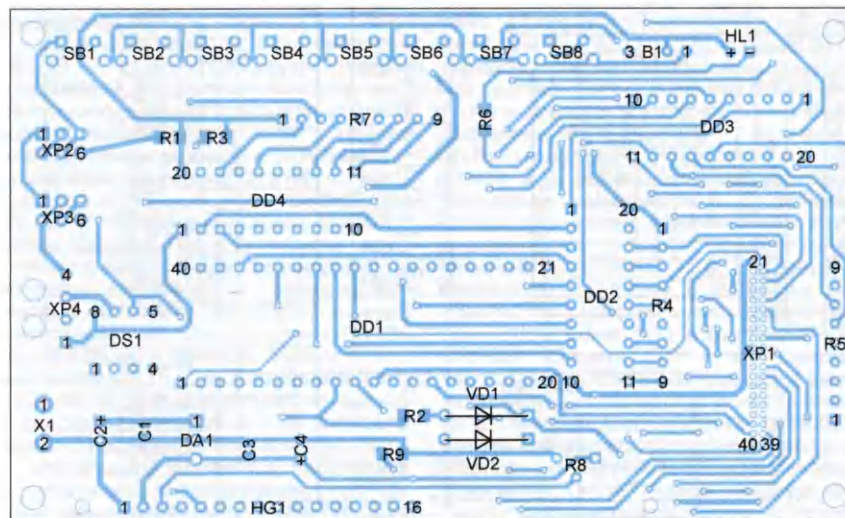 SB1 SB2 SB3 SB4 SB5 SB6 SB7 SB8 3 B1 1 HL1 + −
10 1
R1 R3 1 R7 9 R6 DD3
1 XP2 6
20 11 11 20
XP3 1 6
DD4
1 10 1 20 1
4 40 21 21 9
XP4 8 5 DD2 R4
1 DS1 DD1
1 4 XP1 R5
1 20 10 11 9
1 VD1
X1 C2+ C1 1 R2 1
2 DA1 C3 +C4 VD2 40 39
R9 R8
1 HG1 16